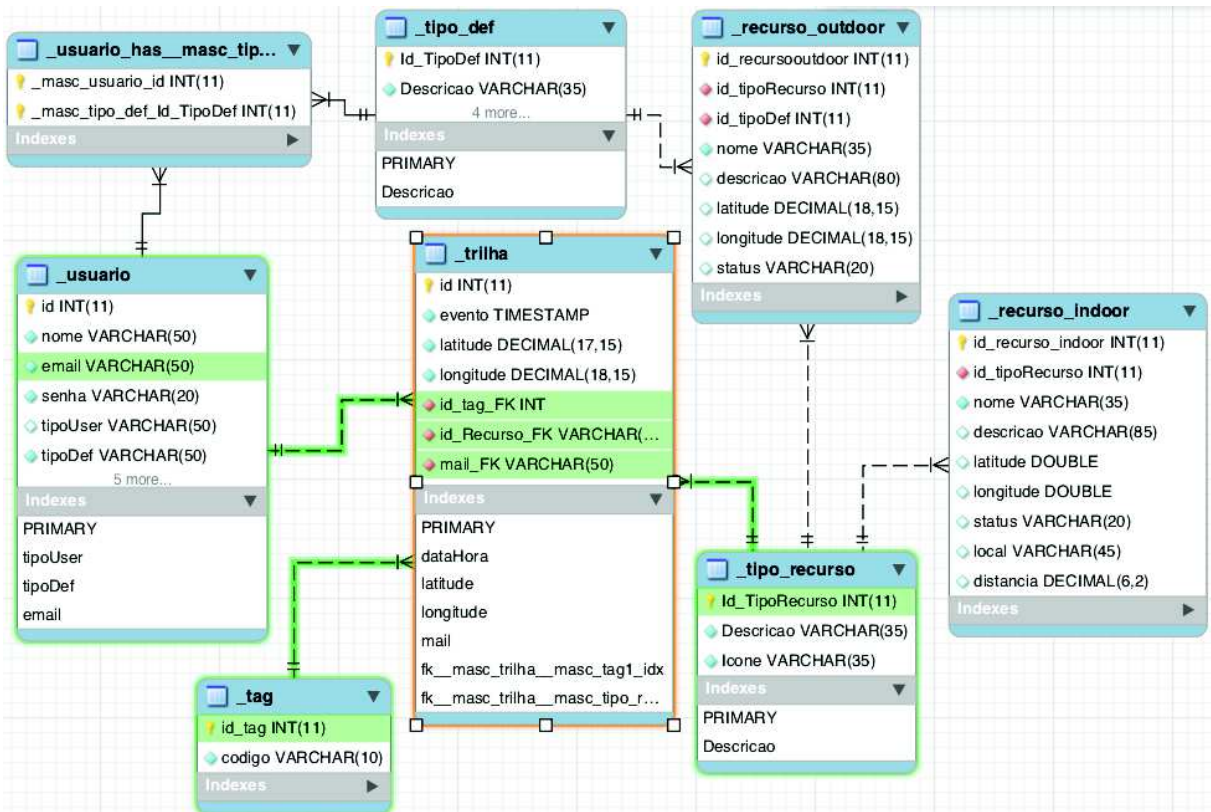 _usuario_has__masc_tip...
_masc_usuario_id INT(11)
_masc_tipo_def_Id_TipoDef INT(11)
Indexes
_tipo_def
Id_TipoDef INT(11)
Descricao VARCHAR(35)
4 more...
Indexes
PRIMARY
Descricao
_recurso_outdoor
id_recursooutdoor INT(11)
id_tipoRecurso INT(11)
id_tipoDef INT(11)
nome VARCHAR(35)
descricao VARCHAR(80)
latitude DECIMAL(18,15)
longitude DECIMAL(18,15)
status VARCHAR(20)
Indexes
_usuario
id INT(11)
nome VARCHAR(50)
email VARCHAR(50)
senha VARCHAR(20)
tipoUser VARCHAR(50)
tipoDef VARCHAR(50)
5 more...
Indexes
PRIMARY
tipoUser
tipoDef
email
_trilha
id INT(11)
evento TIMESTAMP
latitude DECIMAL(17,15)
longitude DECIMAL(18,15)
id_tag_FK INT
id_Recurso_FK VARCHAR(...
mail_FK VARCHAR(50)
Indexes
PRIMARY
dataHora
latitude
longitude
mail
fk__masc_trilha__masc_tag1_idx
fk__masc_trilha__masc_tipo_r...
_recurso_indoor
id_recurso_indoor INT(11)
id_tipoRecurso INT(11)
nome VARCHAR(35)
descricao VARCHAR(85)
latitude DOUBLE
longitude DOUBLE
status VARCHAR(20)
local VARCHAR(45)
distancia DECIMAL(6,2)
Indexes
_tipo_recurso
Id_TipoRecurso INT(11)
Descricao VARCHAR(35)
Icone VARCHAR(35)
Indexes
PRIMARY
Descricao
_tag
id_tag INT(11)
codigo VARCHAR(10)
Indexes